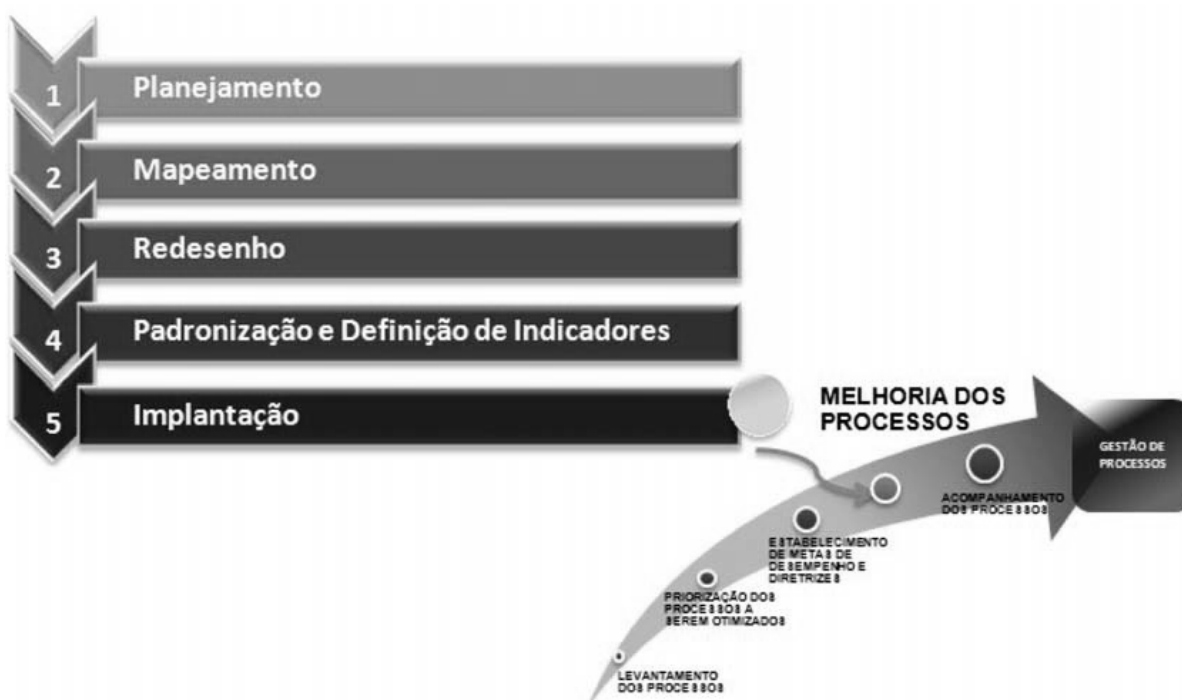 1
Planejamento
2
Mapeamento
3
Redesenho
4
Padronização e Definição de Indicadores
5
Implantação
MELHORIA DOS
PROCESSOS
GESTÃO DE
PROCESSOS
ACOMPANHAMENTO
DOS PROCESSOS
ESTABELECIMENTO
DE METAS DE
DESEMPENHO E
DIRETRIZES
PRIORIZAÇÃO DOS
PROCESSOS A
SEREM OTIMIZADOS
LEVANTAMENTO
DOS PROCESSOS